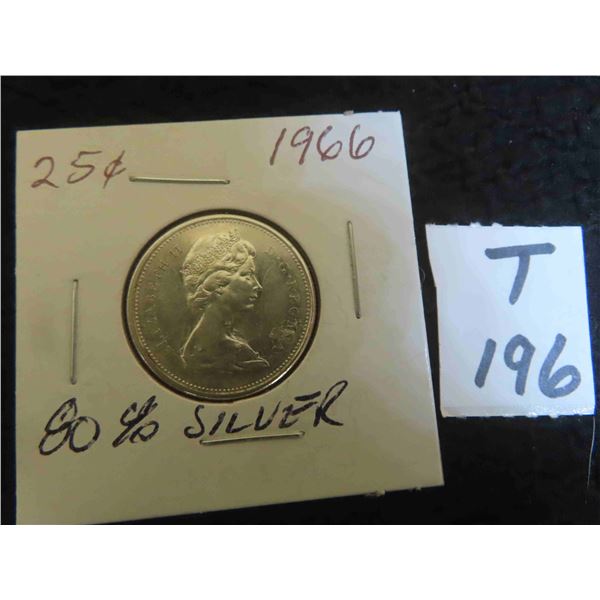 25¢ 1966
ELIZABETH II D·G·REGINA
80% SILVER
T
196